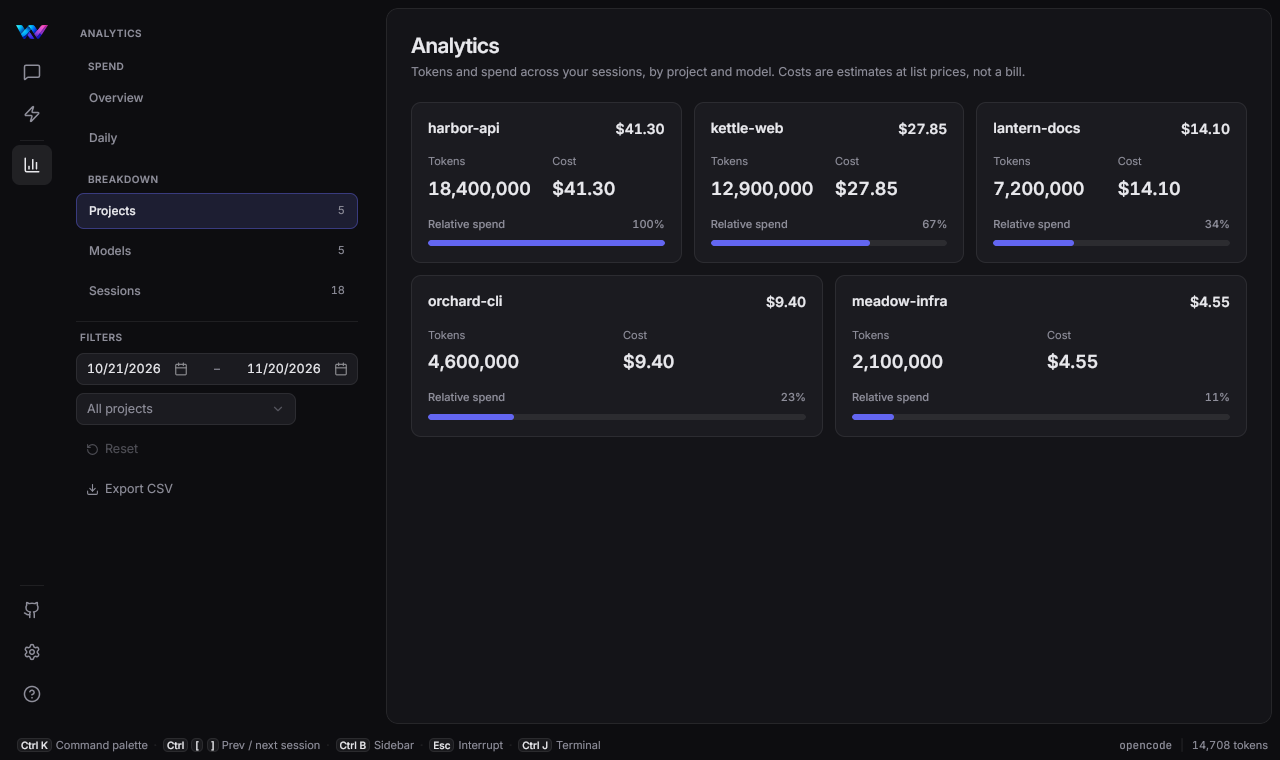 ANALYTICS
SPEND
Overview
Daily
BREAKDOWN
Projects 5
Models 5
Sessions 18
FILTERS
10/21/2026 – 11/20/2026
All projects
Reset
Export CSV
Analytics
Tokens and spend across your sessions, by project and model. Costs are estimates at list prices, not a bill.
harbor-api $41.30
Tokens Cost
18,400,000 $41.30
Relative spend 100%
kettle-web $27.85
Tokens Cost
12,900,000 $27.85
Relative spend 67%
lantern-docs $14.10
Tokens Cost
7,200,000 $14.10
Relative spend 34%
orchard-cli $9.40
Tokens Cost
4,600,000 $9.40
Relative spend 23%
meadow-infra $4.55
Tokens Cost
2,100,000 $4.55
Relative spend 11%
Ctrl K Command palette · Ctrl [ ] Prev / next session · Ctrl B Sidebar · Esc Interrupt · Ctrl J Terminal
opencode 14,708 tokens